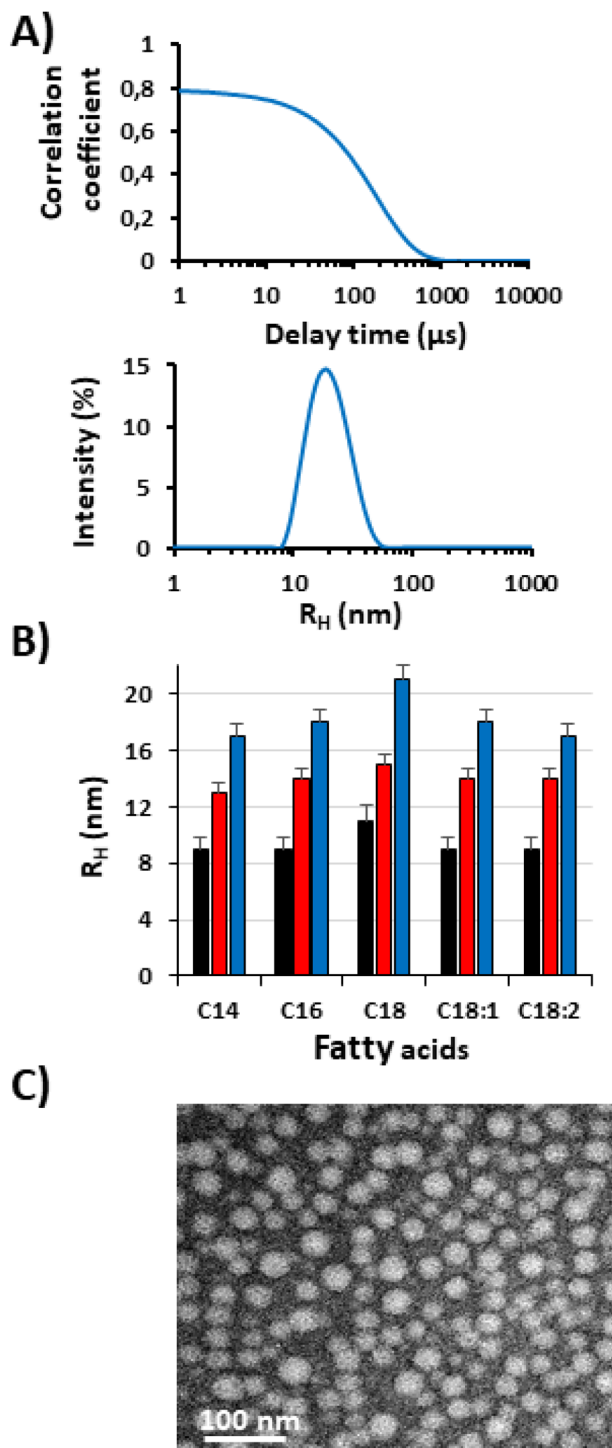 A)
Correlation
coefficient
1
0,8
0,6
0,4
0,2
0
1 10 100 1000 10000
Delay time (µs)
Intensity (%)
15
10
5
0
1 10 100 1000
R_H (nm)
B)
R_H (nm)
20
16
12
8
4
0
C14 C16 C18 C18:1 C18:2
Fatty acids
C)
100 nm